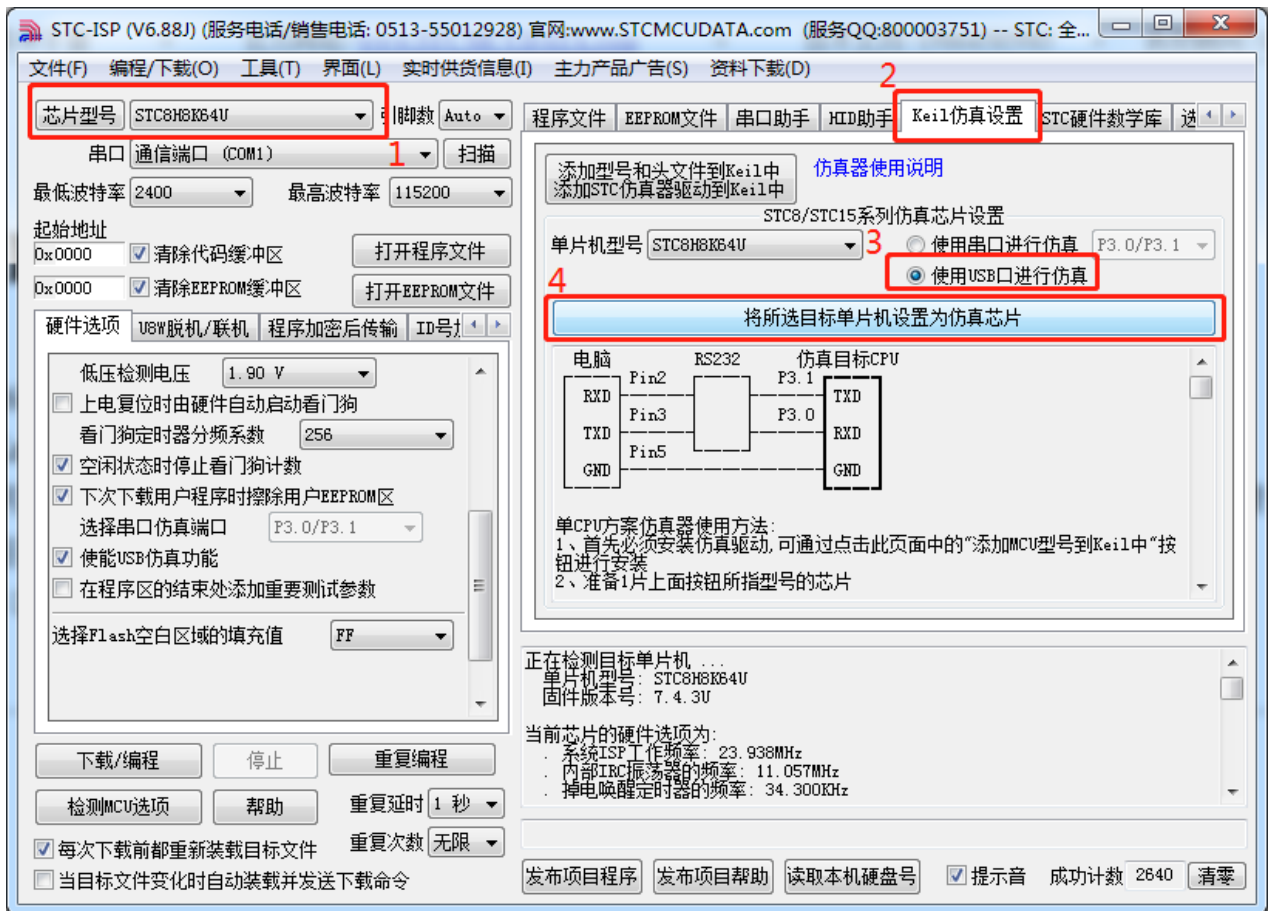 STC-ISP (V6.88J) (服务电话/销售电话: 0513-55012928) 官网:www.STCMCUDATA.com (服务QQ:800003751) -- STC: 全...
文件(F) 编程/下载(O) 工具(T) 界面(L) 实时供货信息(I) 主力产品广告(S) 资料下载(D)
2
芯片型号 STC8H8K64U 引脚数 Auto
1
串口 通信端口 (COM1) 扫描
最低波特率 2400 最高波特率 115200
起始地址
0x0000 清除代码缓冲区 打开程序文件
0x0000 清除EEPROM缓冲区 打开EEPROM文件
硬件选项 U8W脱机/联机 程序加密后传输 ID号
低压检测电压 1.90 V
上电复位时由硬件自动启动看门狗
看门狗定时器分频系数 256
空闲状态时停止看门狗计数
下次下载用户程序时擦除用户EEPROM区
选择串口仿真端口 P3.0/P3.1
使能USB仿真功能
在程序区的结束处添加重要测试参数
选择Flash空白区域的填充值 FF
下载/编程 停止 重复编程
检测MCU选项 帮助 重复延时 1 秒
重复次数 无限
每次下载前都重新装载目标文件
当目标文件变化时自动装载并发送下载命令
程序文件 EEPROM文件 串口助手 HID助手 Keil仿真设置 STC硬件数学库 选
添加型号和头文件到Keil中
添加STC仿真器驱动到Keil中
仿真器使用说明
STC8/STC15系列仿真芯片设置
单片机型号 STC8H8K64U 3 使用串口进行仿真 P3.0/P3.1
使用USB口进行仿真
4
将所选目标单片机设置为仿真芯片
电脑 RS232 仿真目标CPU
Pin2 P3.1
RXD TXD
Pin3 P3.0
TXD RXD
Pin5
GND GND
单CPU方案仿真器使用方法:
1、首先必须安装仿真驱动,可通过点击此页面中的"添加MCU型号到Keil中"按
钮进行安装
2、准备1片上面按钮所指型号的芯片
正在检测目标单片机 ...
单片机型号: STC8H8K64U
固件版本号: 7.4.3U
当前芯片的硬件选项为:
. 系统ISP工作频率: 23.938MHz
. 内部IRC振荡器的频率: 11.057MHz
. 掉电唤醒定时器的频率: 34.300KHz
发布项目程序 发布项目帮助 读取本机硬盘号 提示音 成功计数 2640 清零